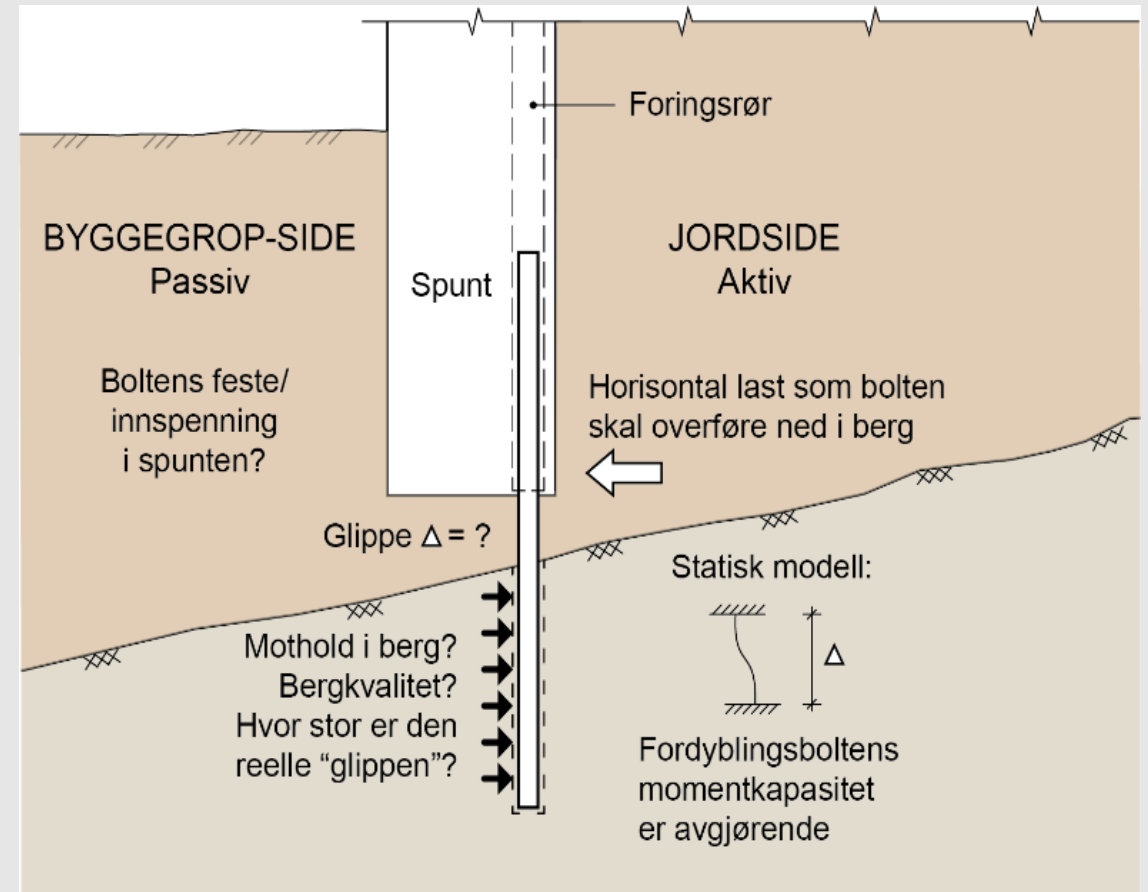 Foringsrør
BYGGEGROP-SIDE
Passiv
Spunt
JORDSIDE
Aktiv
Boltens feste/
innspenning
i spunten?
Horisontal last som bolten
skal overføre ned i berg
Glippe Δ = ?
Statisk modell:
Δ
Mothold i berg?
Bergkvalitet?
Hvor stor er den
reelle “glippen”?
Fordyblingsboltens
momentkapasitet
er avgjørende